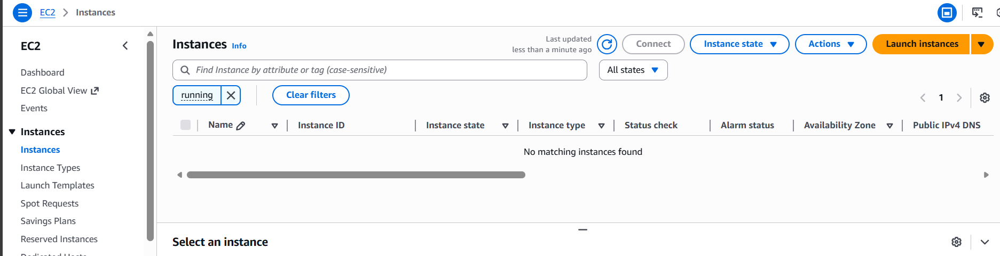 EC2 > Instances
EC2
Dashboard
EC2 Global View
Events
Instances
Instances
Instance Types
Launch Templates
Spot Requests
Savings Plans
Reserved Instances
Dedicated Hosts
Instances Info
Last updated
less than a minute ago
Connect
Instance state
Actions
Launch instances
Find Instance by attribute or tag (case-sensitive)
All states
running
Clear filters
1
Name Instance ID Instance state Instance type Status check Alarm status Availability Zone Public IPv4 DNS
No matching instances found
Select an instance